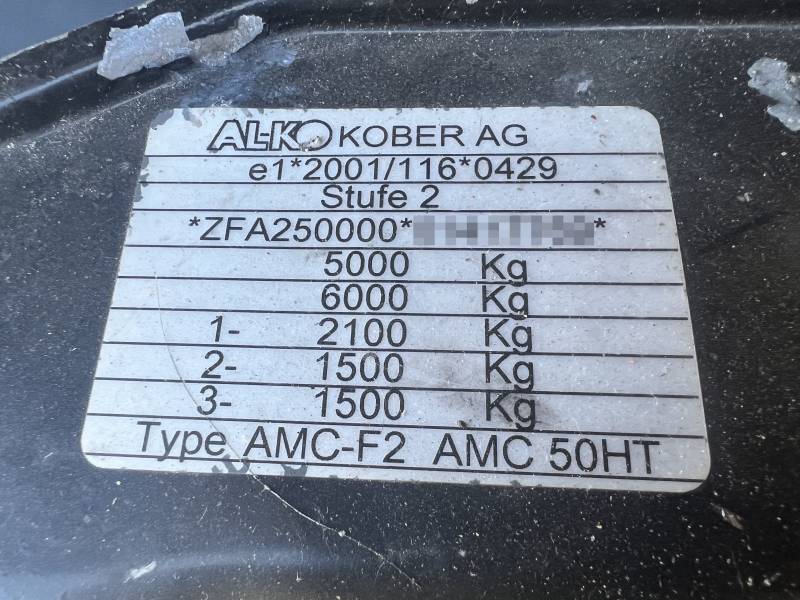 AL-KO KOBER AG
e1*2001/116*0429
Stufe 2
*ZFA250000*
5000 Kg
6000 Kg
1- 2100 Kg
2- 1500 Kg
3- 1500 Kg
Type AMC-F2 AMC 50HT